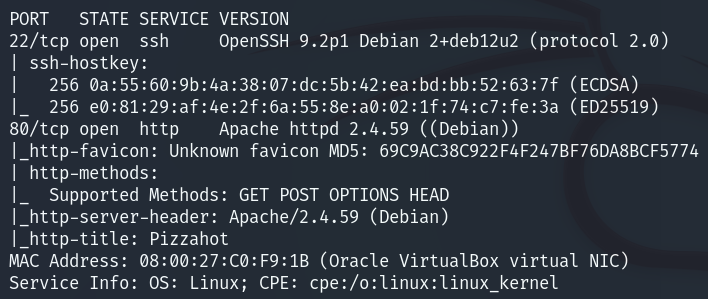 PORT   STATE SERVICE VERSION
22/tcp open  ssh     OpenSSH 9.2p1 Debian 2+deb12u2 (protocol 2.0)
| ssh-hostkey:
|   256 0a:55:60:9b:4a:38:07:dc:5b:42:ea:bd:bb:52:63:7f (ECDSA)
|_  256 e0:81:29:af:4e:2f:6a:55:8e:a0:02:1f:74:c7:fe:3a (ED25519)
80/tcp open  http    Apache httpd 2.4.59 ((Debian))
|_http-favicon: Unknown favicon MD5: 69C9AC38C922F4F247BF76DA8BCF5774
| http-methods:
|_  Supported Methods: GET POST OPTIONS HEAD
|_http-server-header: Apache/2.4.59 (Debian)
|_http-title: Pizzahot
MAC Address: 08:00:27:C0:F9:1B (Oracle VirtualBox virtual NIC)
Service Info: OS: Linux; CPE: cpe:/o:linux:linux_kernel